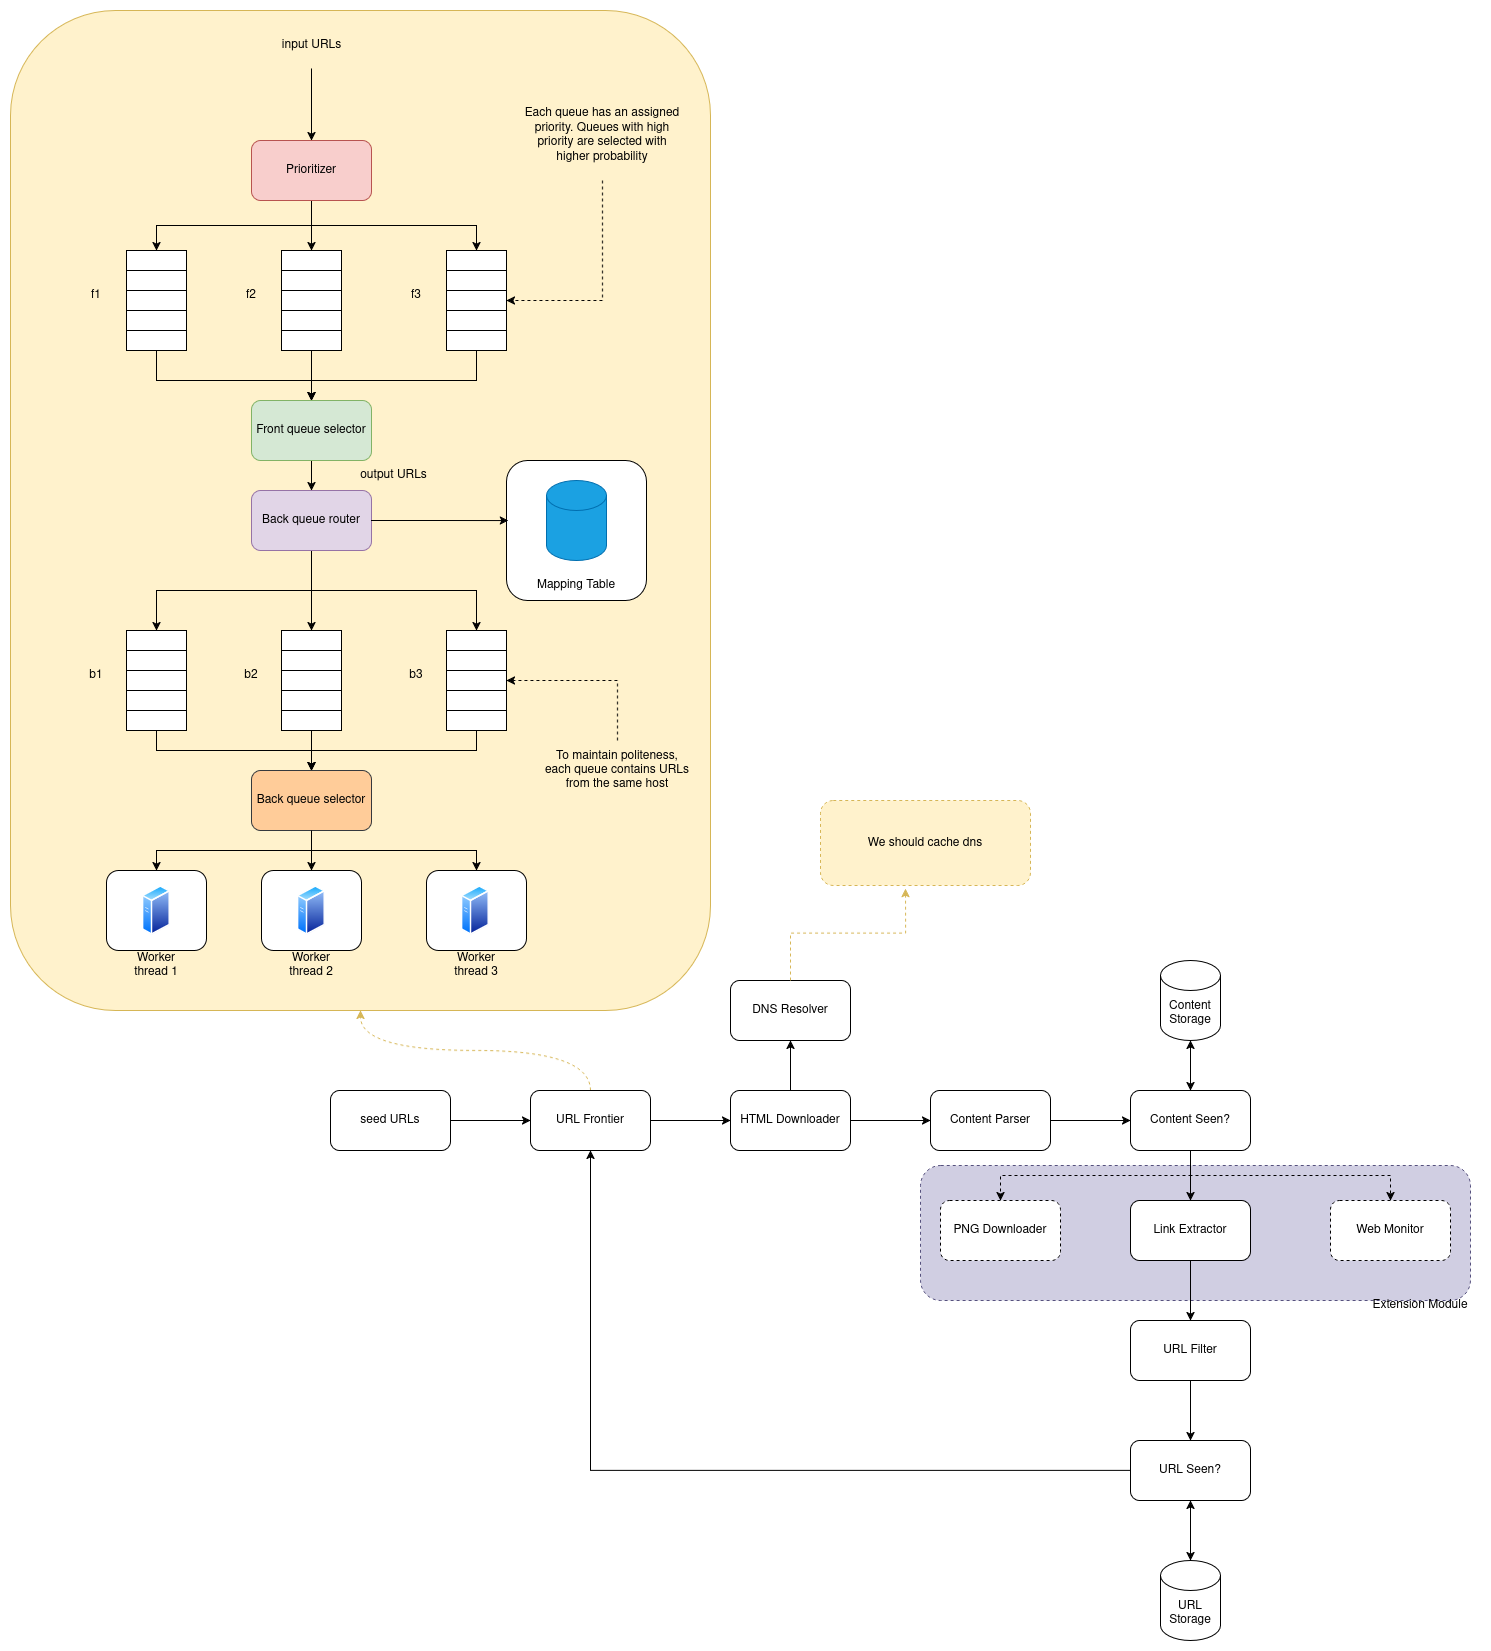 input URLs
Each queue has an assigned
priority. Queues with high
priority are selected with
higher probability
Prioritizer
f1
f2
f3
Front queue selector
output URLs
Back queue router
Mapping Table
b1
b2
b3
To maintain politeness,
each queue contains URLs
from the same host
Back queue selector
Worker
thread 1
Worker
thread 2
Worker
thread 3
We should cache dns
DNS Resolver
Content
Storage
seed URLs
URL Frontier
HTML Downloader
Content Parser
Content Seen?
PNG Downloader
Link Extractor
Web Monitor
Extension Module
URL Filter
URL Seen?
URL
Storage